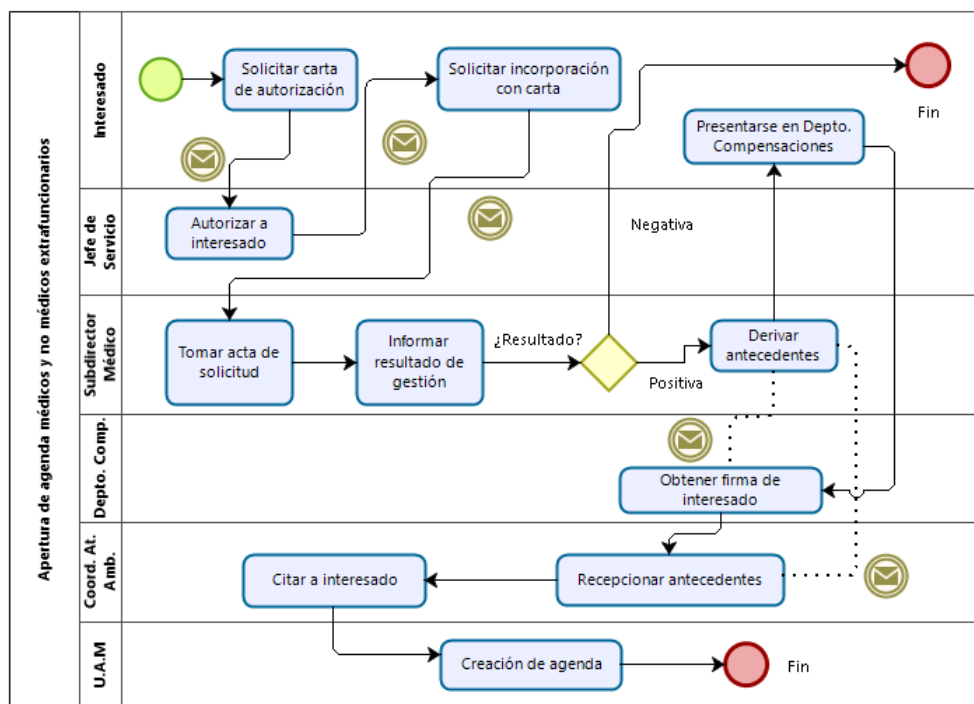 Apertura de agenda médicos y no médicos extrafuncionarios
Interesado
Solicitar carta
de autorización
Solicitar incorporación
con carta
Fin
Presentarse en Depto.
Compensaciones
Jefe de
Servicio
Autorizar a
interesado
Negativa
Subdirector
Médico
Tomar acta de
solicitud
Informar
resultado de
gestión
¿Resultado?
Positiva
Derivar
antecedentes
Depto. Comp.
Obtener firma de
interesado
Coord. At.
Amb.
Citar a interesado
Recepcionar antecedentes
U.A.M
Creación de agenda
Fin